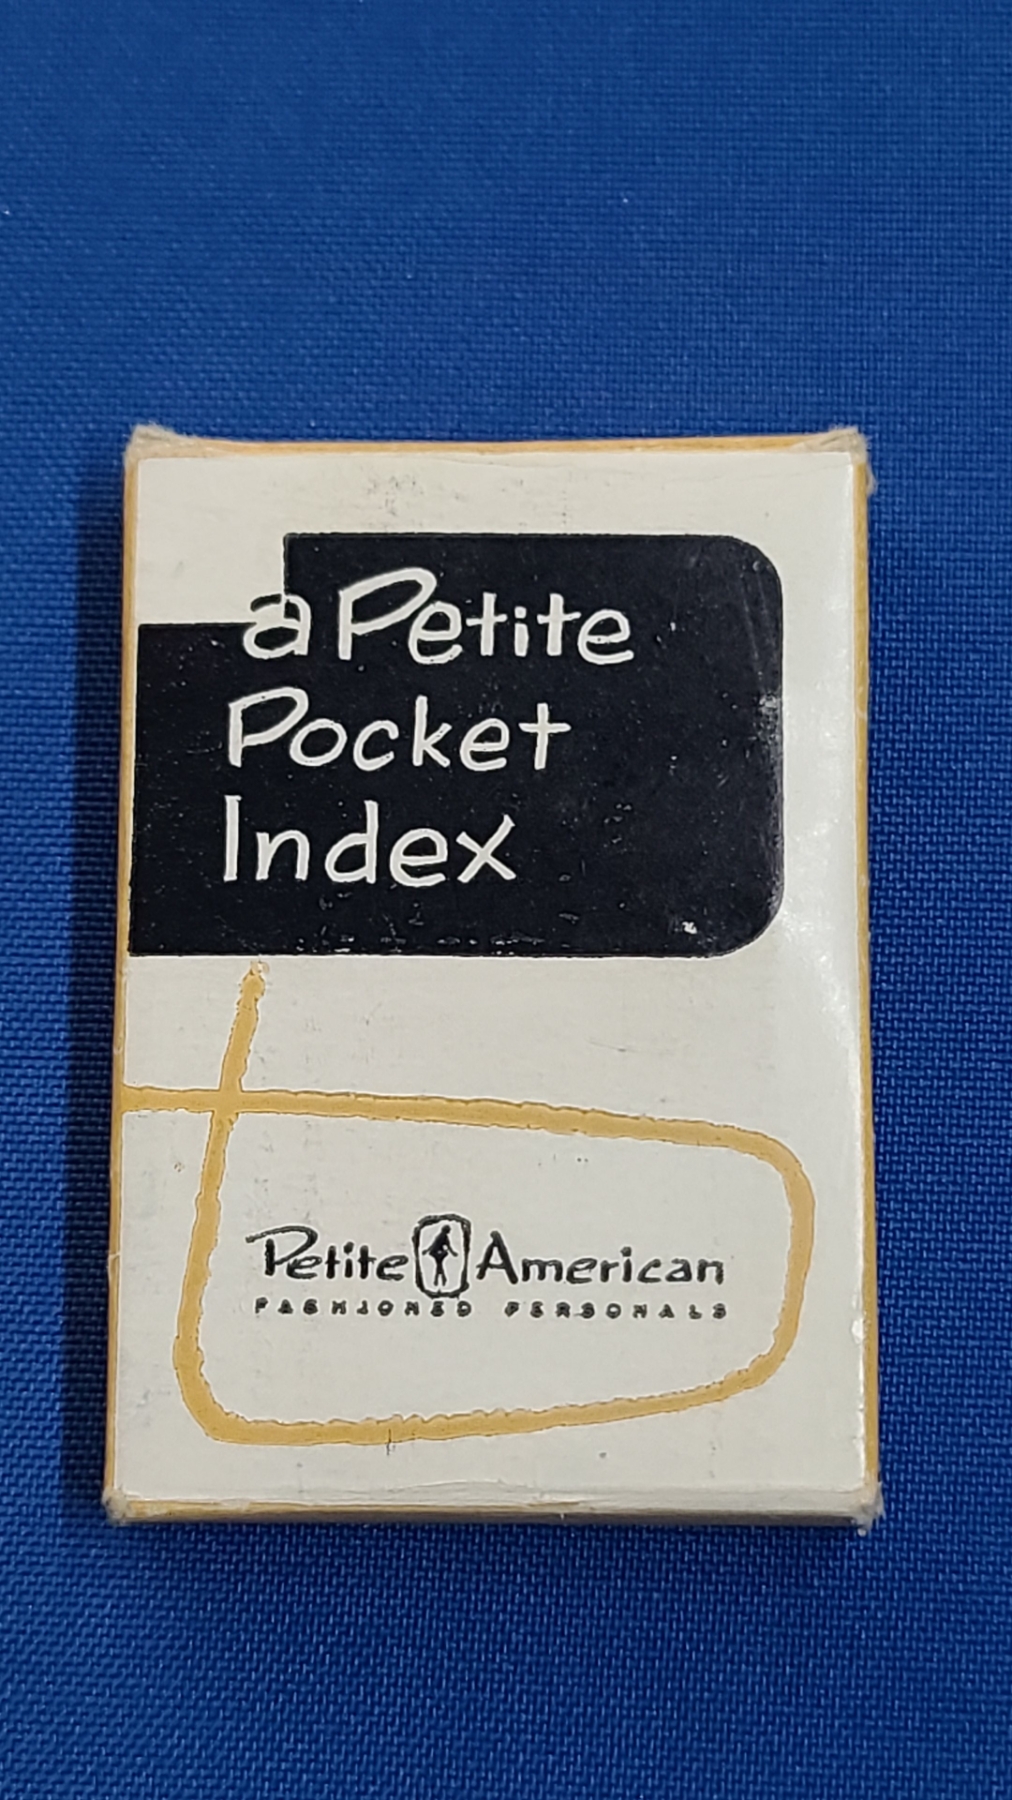 a Petite
Pocket
Index
Petite American
FASHIONED PERSONALS